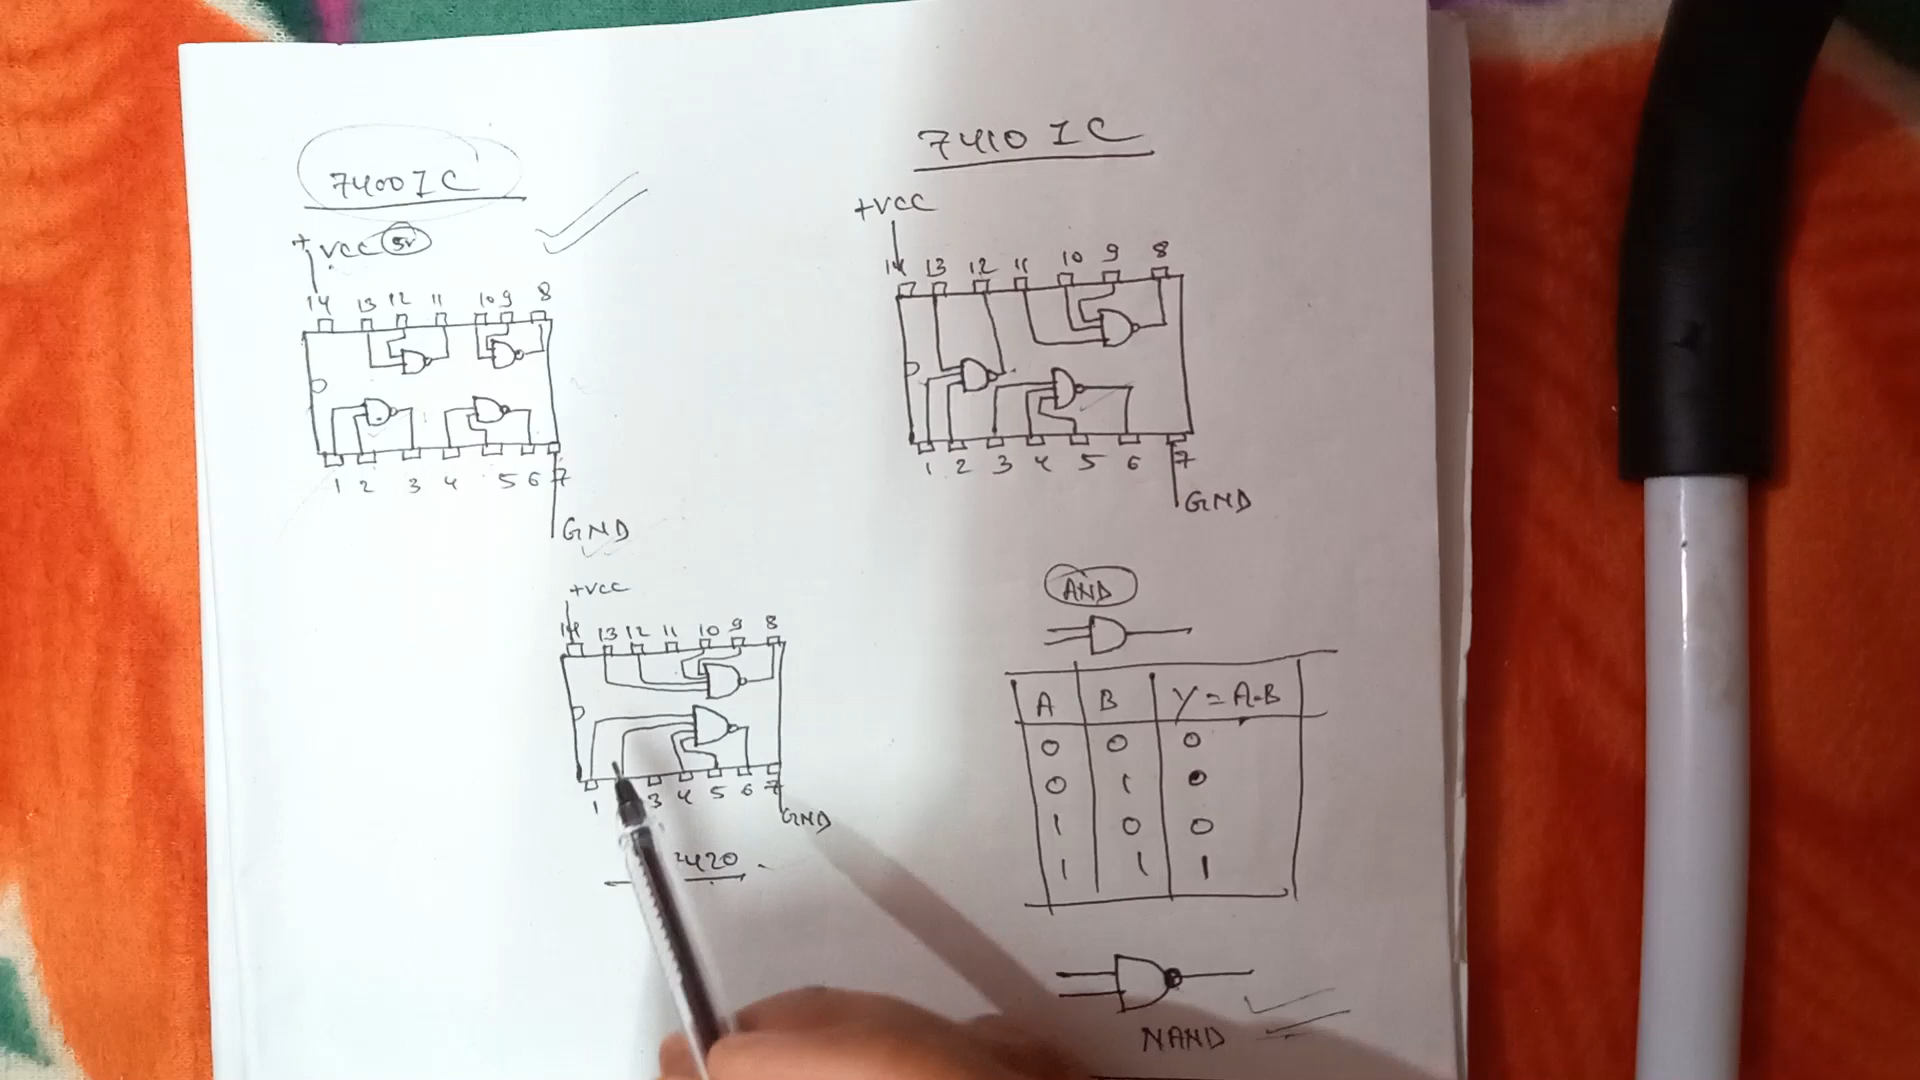 7400 IC
+VCC 5V
14 13 12 11 10 9 8
1 2 3 4 5 6 7
GND
7410 IC
+VCC
14 13 12 11 10 9 8
1 2 3 4 5 6 7
GND
+VCC
14 13 12 11 10 9 8
1 3 4 5 6 7
GND
7420
AND
A B Y = A.B
0 0 0
0 1 0
1 0 0
1 1 1
NAND